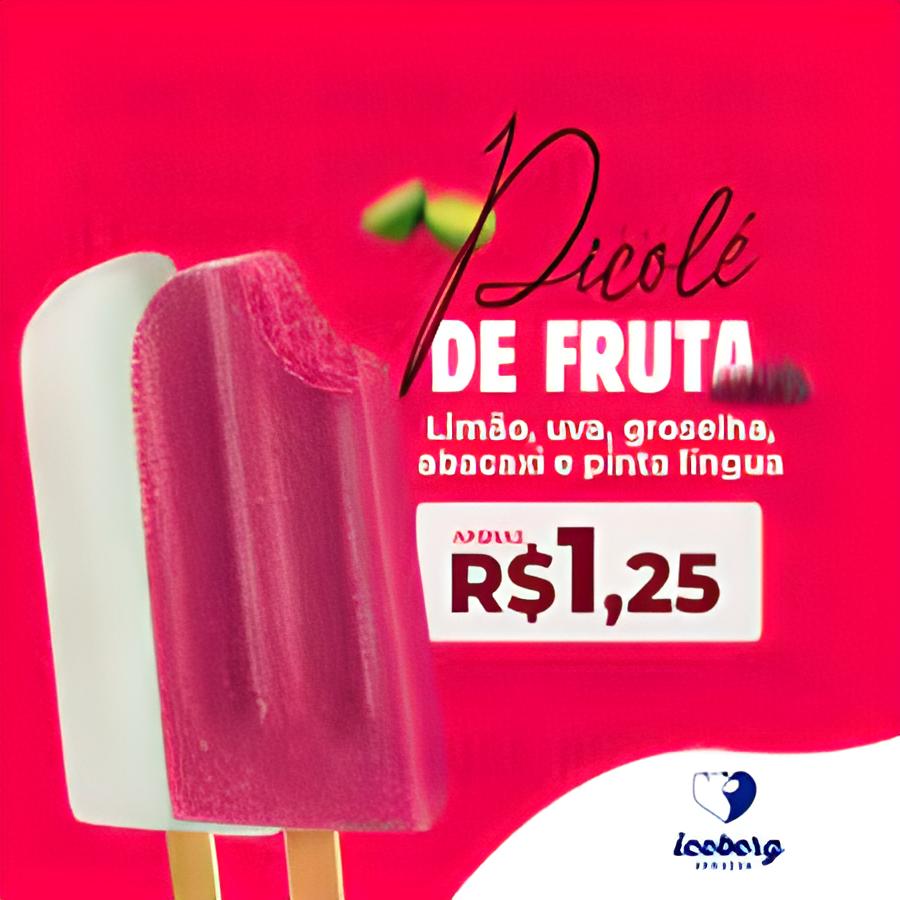 Picolé
DE FRUTA
Limão, uva, groselha,
abacaxi e pinta língua
R$1,25